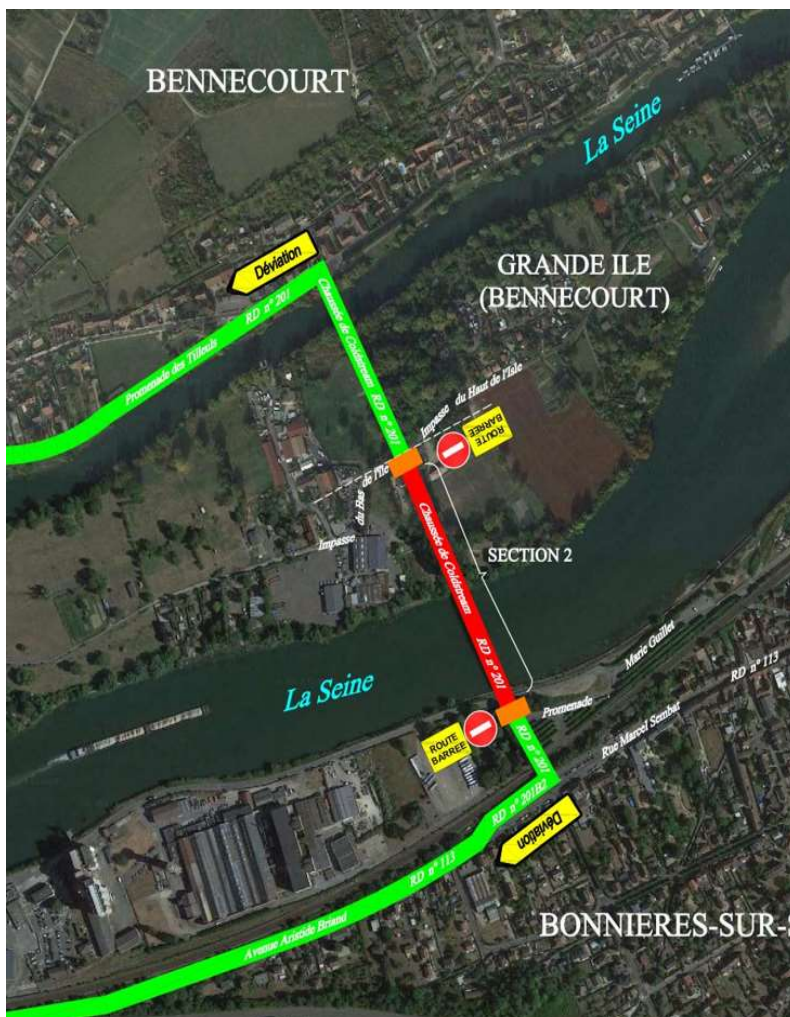 BENNECOURT
La Seine
Déviation
GRANDE ILE
(BENNECOURT)
Promenade des Tilleuls RD n° 201
Chaussée de Coldstream RD n° 201
Impasse du Haut de l'Isle
ROUTE
BARREE
Impasse du Bas de l'Ile
Chaussée de Coldstream RD n° 201
SECTION 2
La Seine
Promenade Marie Guillet
ROUTE
BARREE
RD n° 201
Rue Marcel Sembat RD n° 113
RD n° 201B2
Déviation
Avenue Aristide Briand RD n° 113
BONNIERES-SUR-S